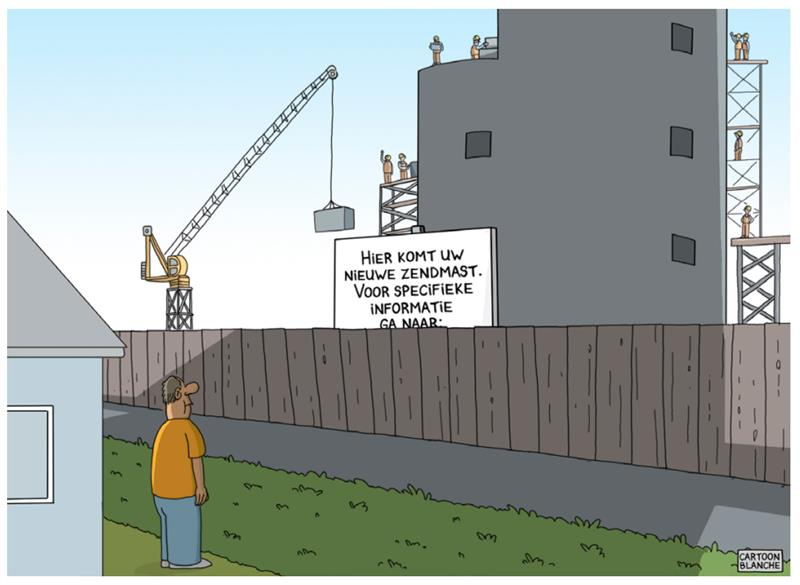 HIER KOMT UW
NIEUWE ZENDMAST.
VOOR SPECIFIEKE
INFORMATIE
GA NAAR:
CARTOON
BLANCHE